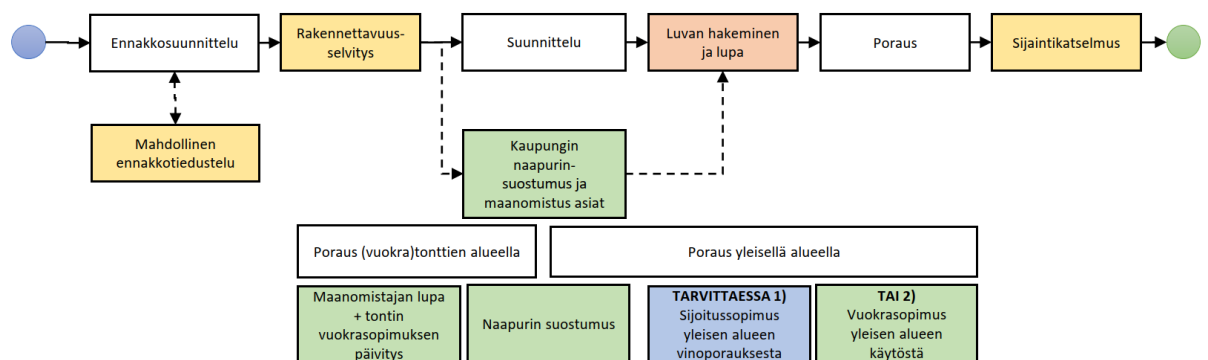 Ennakkosuunnittelu
Rakennettavuus-
selvitys
Suunnittelu
Luvan hakeminen
ja lupa
Poraus
Sijaintikatselmus
Mahdollinen
ennakkotiedustelu
Kaupungin
naapurin-
suostumus ja
maanomistus asiat
Poraus (vuokra)tonttien alueella
Poraus yleisellä alueella
Maanomistajan lupa
+ tontin
vuokrasopimuksen
päivitys
Naapurin suostumus
TARVITTAESSA 1)
Sijoitussopimus
yleisen alueen
vinoporauksesta
TAI 2)
Vuokrasopimus
yleisen alueen
käytöstä